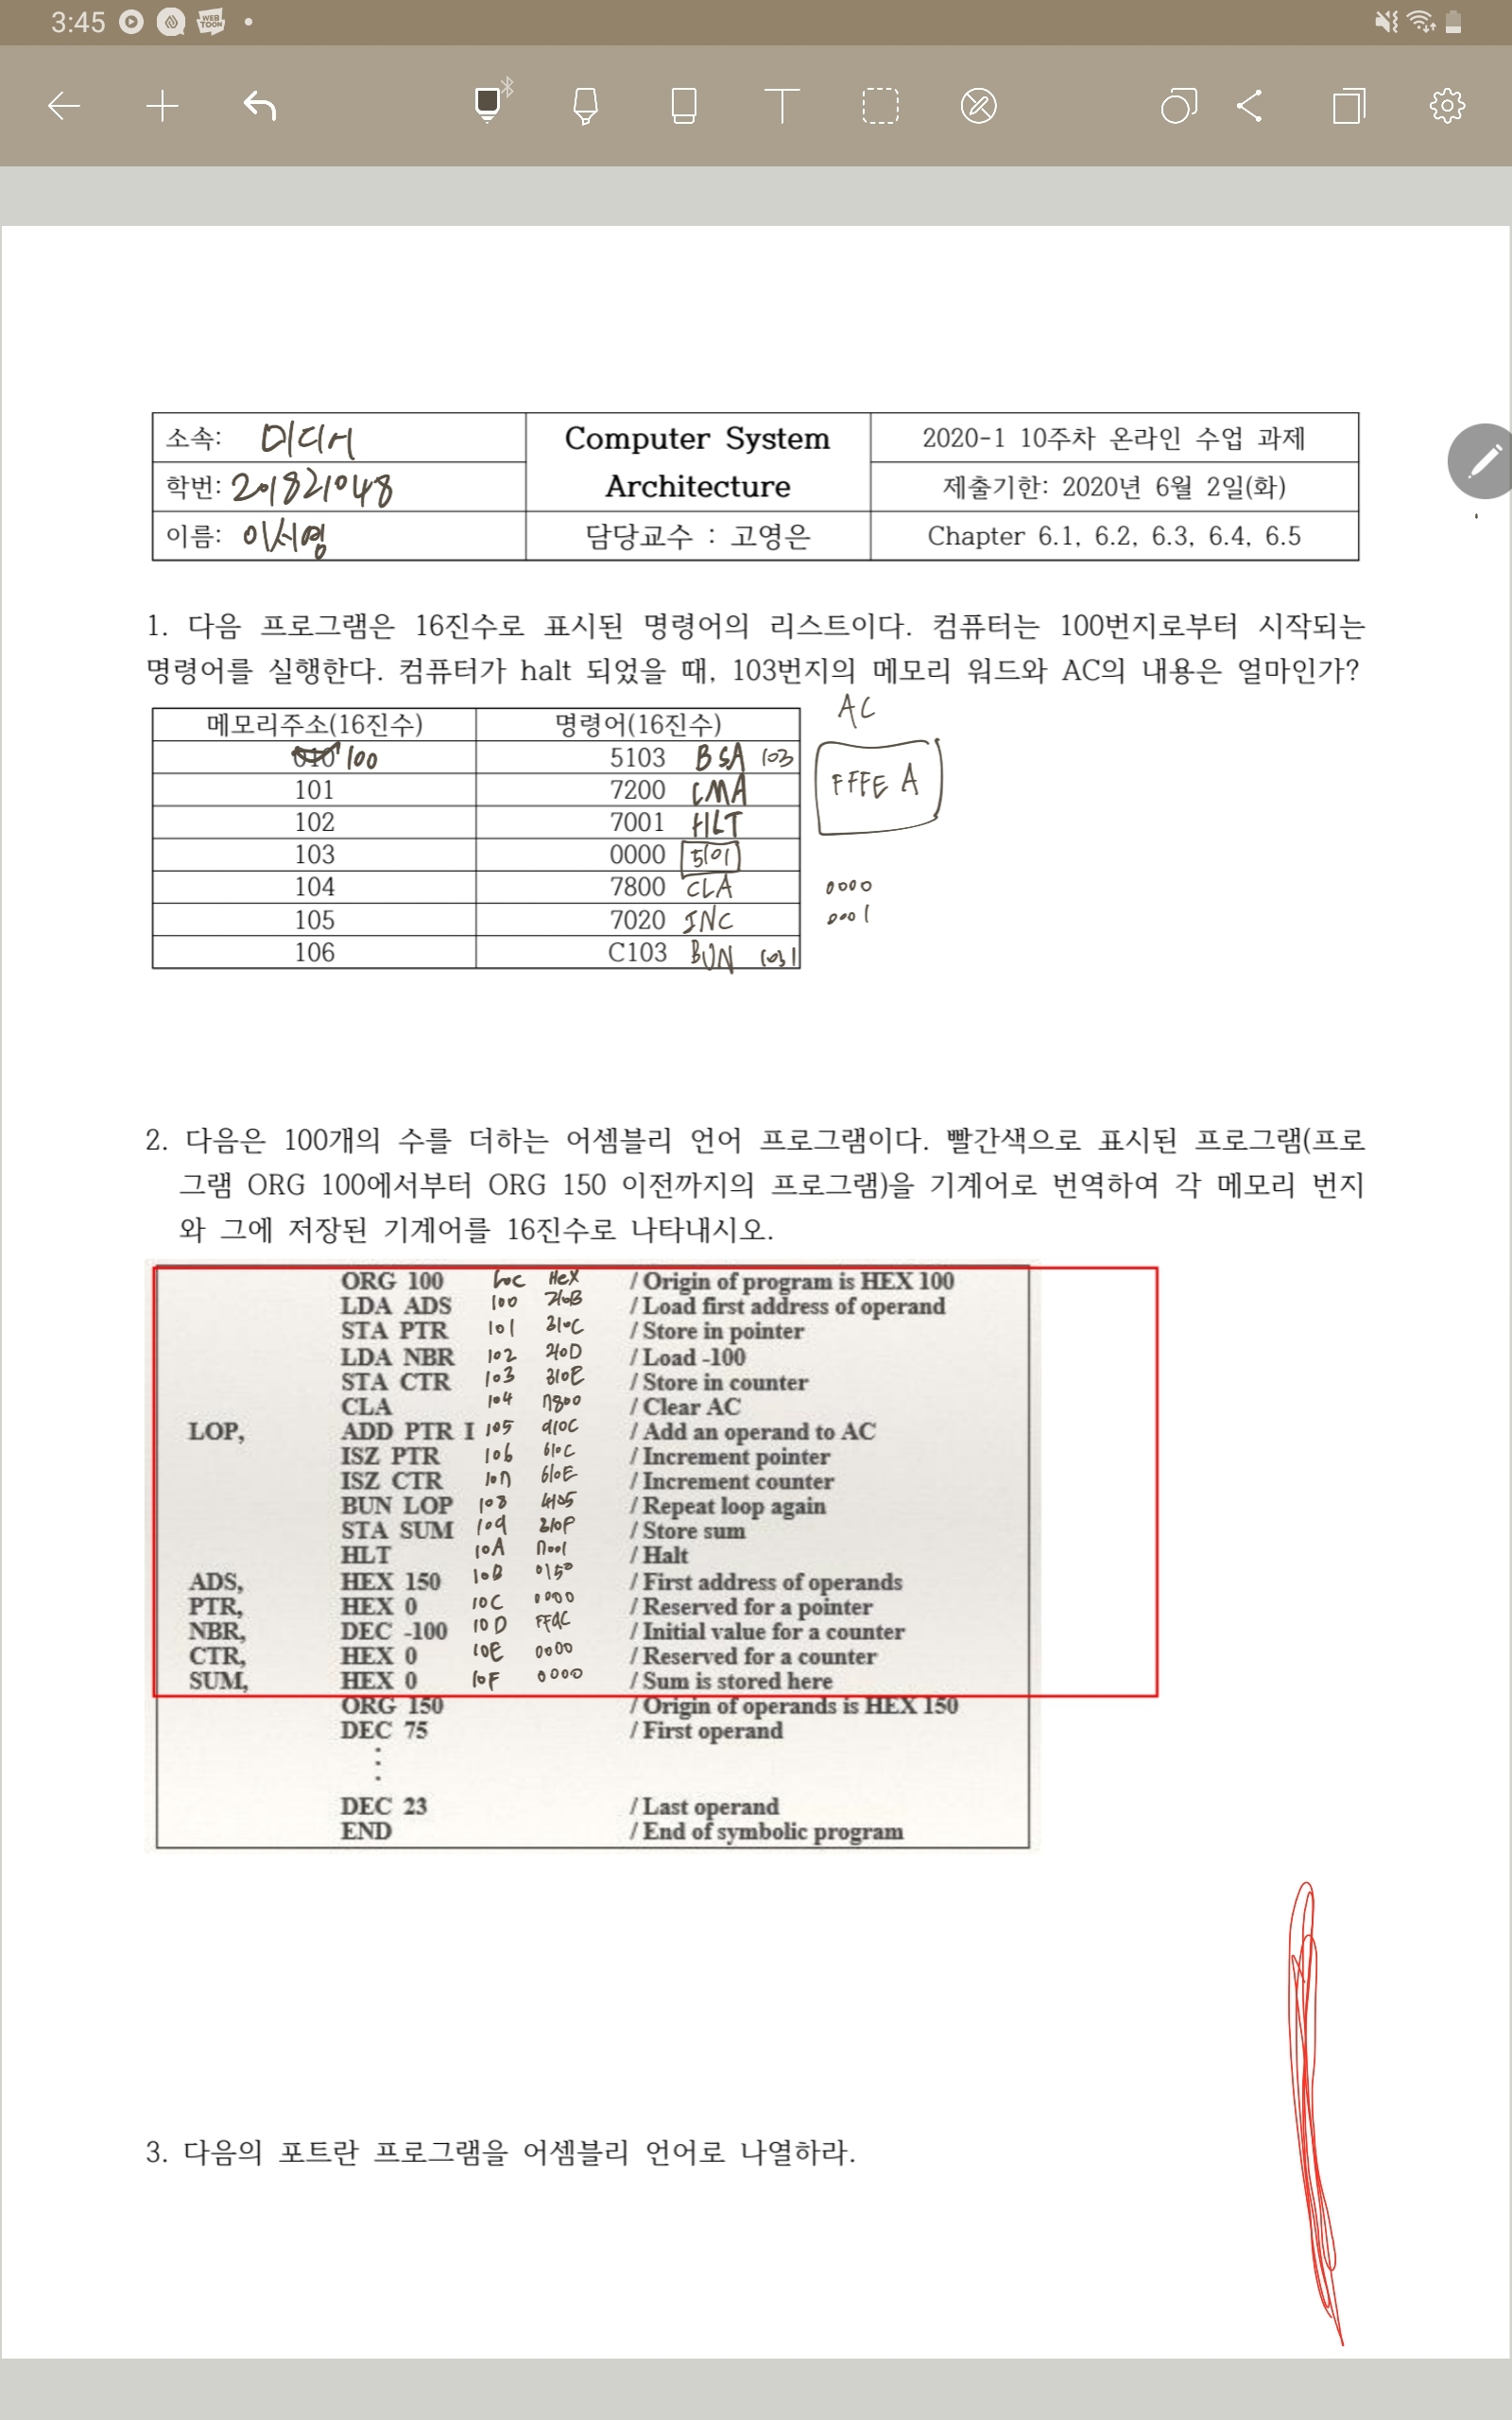 3:45
WEB TOON
소속: 미디어
Computer System Architecture
2020-1 10주차 온라인 수업 과제
학번: 201821048
제출기한: 2020년 6월 2일(화)
이름: 이서영
담당교수 : 고영은
Chapter 6.1, 6.2, 6.3, 6.4, 6.5
1. 다음 프로그램은 16진수로 표시된 명령어의 리스트이다. 컴퓨터는 100번지로부터 시작되는
명령어를 실행한다. 컴퓨터가 halt 되었을 때, 103번지의 메모리 워드와 AC의 내용은 얼마인가?
AC
메모리주소(16진수) 명령어(16진수)
100 5103 BSA 103
FFFE A
101 7200 CMA
102 7001 HLT
103 0000 5101
104 7800 CLA 0000
105 7020 INC 0001
106 C103 BUN 103 I
2. 다음은 100개의 수를 더하는 어셈블리 언어 프로그램이다. 빨간색으로 표시된 프로그램(프로
그램 ORG 100에서부터 ORG 150 이전까지의 프로그램)을 기계어로 번역하여 각 메모리 번지
와 그에 저장된 기계어를 16진수로 나타내시오.
ORG 100 Loc Hex / Origin of program is HEX 100
LDA ADS 100 210B / Load first address of operand
STA PTR 101 310C / Store in pointer
LDA NBR 102 210D / Load -100
STA CTR 103 310E / Store in counter
CLA 104 7800 / Clear AC
LOP, ADD PTR I 105 910C / Add an operand to AC
ISZ PTR 106 610C / Increment pointer
ISZ CTR 107 610E / Increment counter
BUN LOP 108 4105 / Repeat loop again
STA SUM 109 310F / Store sum
HLT 10A 7001 / Halt
ADS, HEX 150 10B 0150 / First address of operands
PTR, HEX 0 10C 0000 / Reserved for a pointer
NBR, DEC -100 10D FF9C / Initial value for a counter
CTR, HEX 0 10E 0000 / Reserved for a counter
SUM, HEX 0 10F 0000 / Sum is stored here
ORG 150 / Origin of operands is HEX 150
DEC 75 / First operand
DEC 23 / Last operand
END / End of symbolic program
3. 다음의 포트란 프로그램을 어셈블리 언어로 나열하라.